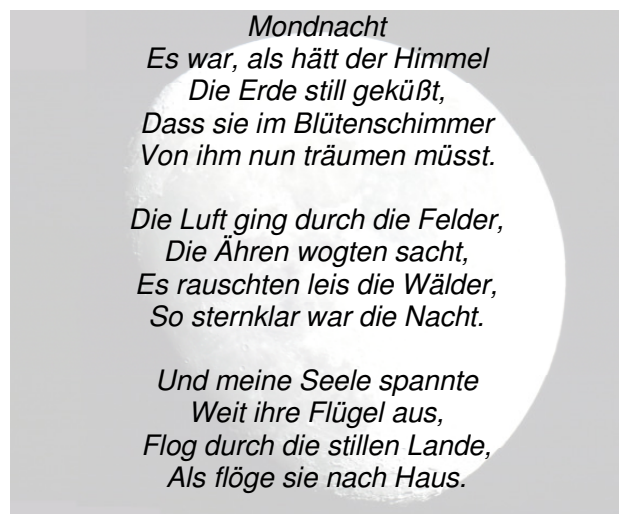 Mondnacht
Es war, als hätt der Himmel
Die Erde still geküßt,
Dass sie im Blütenschimmer
Von ihm nun träumen müsst.

Die Luft ging durch die Felder,
Die Ähren wogten sacht,
Es rauschten leis die Wälder,
So sternklar war die Nacht.

Und meine Seele spannte
Weit ihre Flügel aus,
Flog durch die stillen Lande,
Als flöge sie nach Haus.